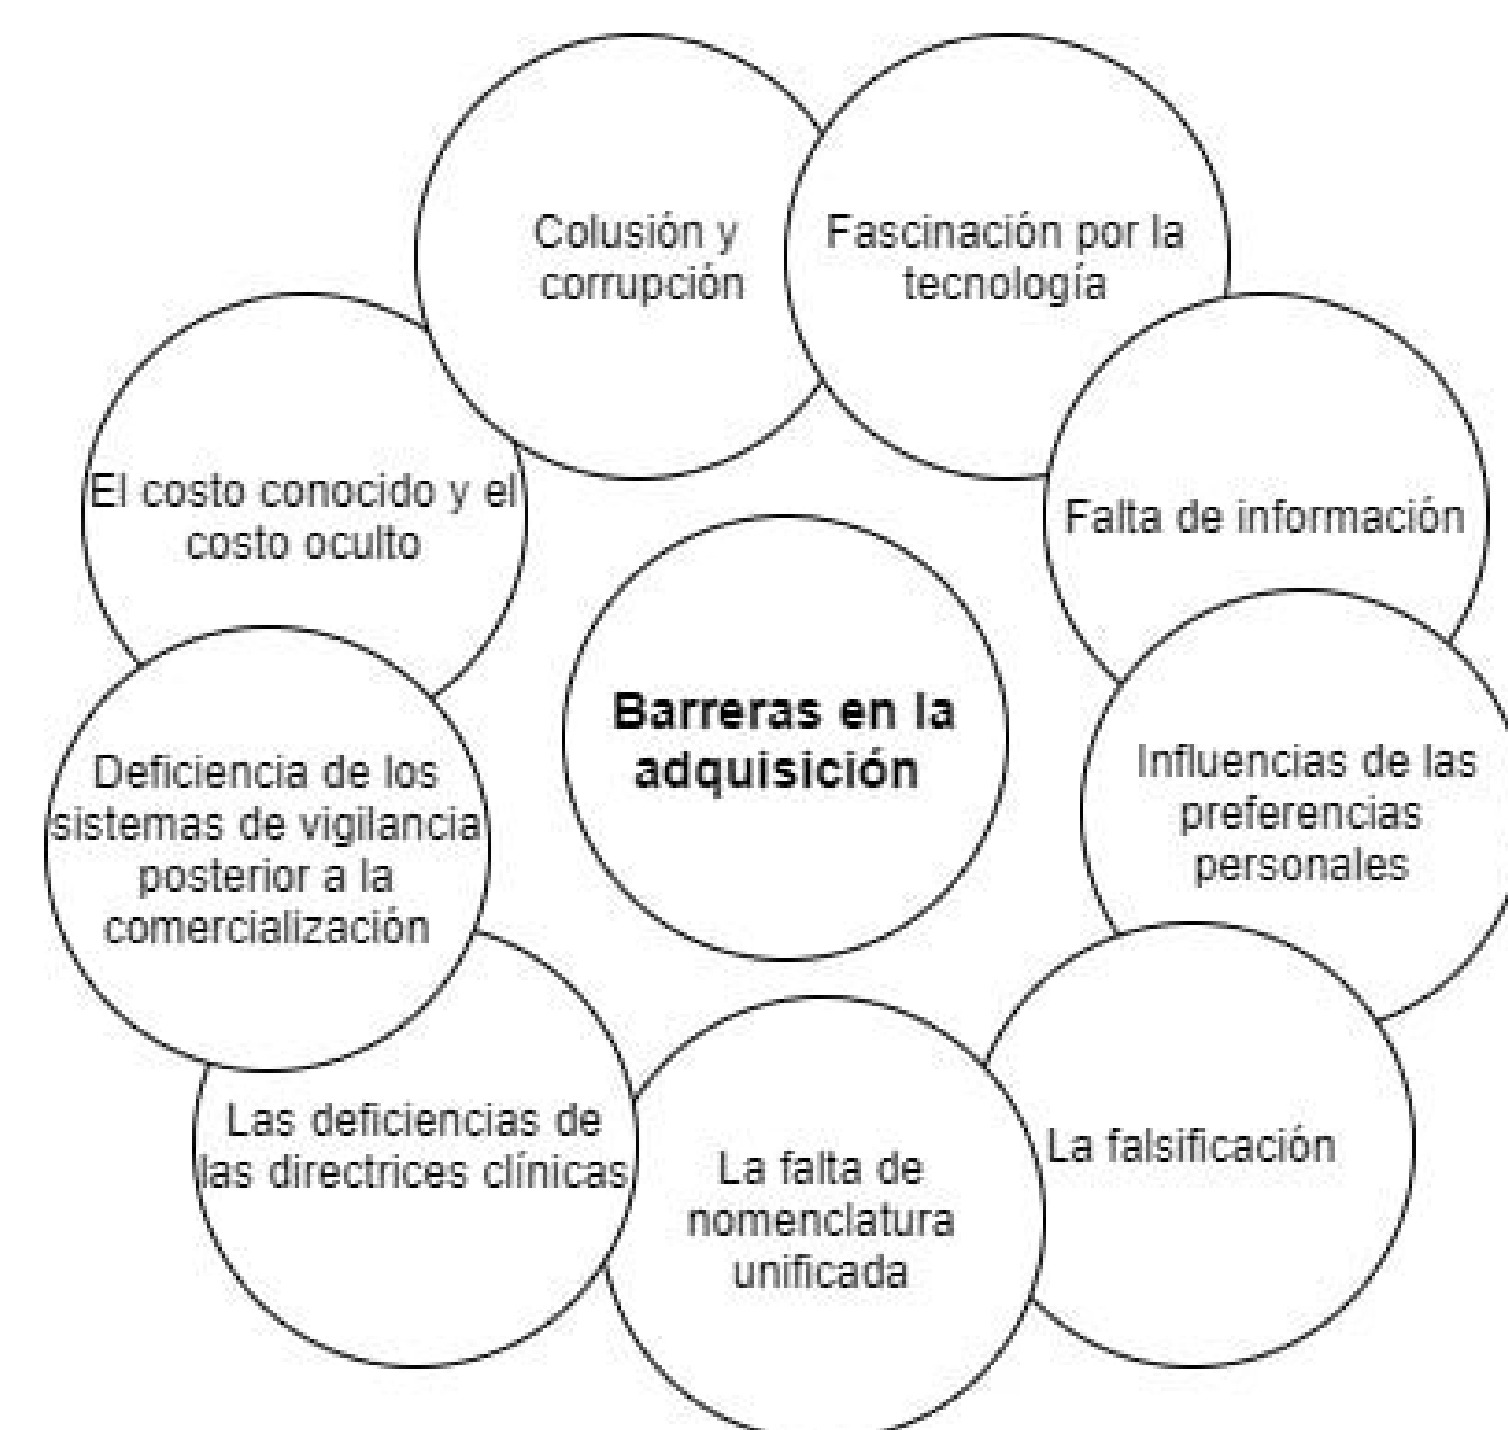 Colusión y
corrupción
Fascinación por la
tecnología
Falta de información
Influencias de las
preferencias
personales
La falsificación
La falta de
nomenclatura
unificada
Las deficiencias de
las directrices clínicas
Deficiencia de los
sistemas de vigilancia
posterior a la
comercialización
El costo conocido y el
costo oculto
Barreras en la
adquisición